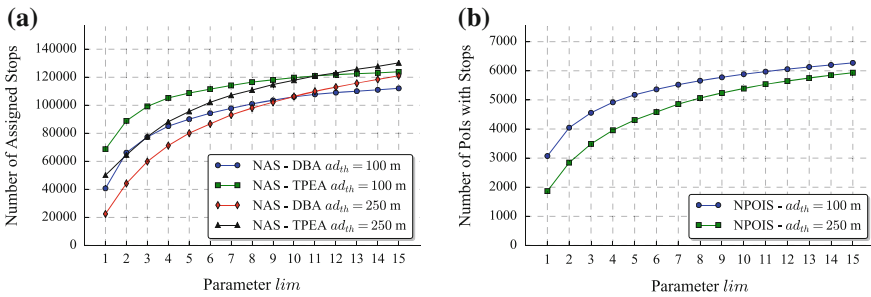 (a)
Number of Assigned Stops
140000
120000
100000
80000
60000
40000
20000
0
NAS - DBA ad_th = 100 m
NAS - TPEA ad_th = 100 m
NAS - DBA ad_th = 250 m
NAS - TPEA ad_th = 250 m
1 2 3 4 5 6 7 8 9 10 11 12 13 14 15
Parameter lim
(b)
Number of PoIs with Stops
7000
6000
5000
4000
3000
2000
1000
0
NPOIS - ad_th = 100 m
NPOIS - ad_th = 250 m
1 2 3 4 5 6 7 8 9 10 11 12 13 14 15
Parameter lim